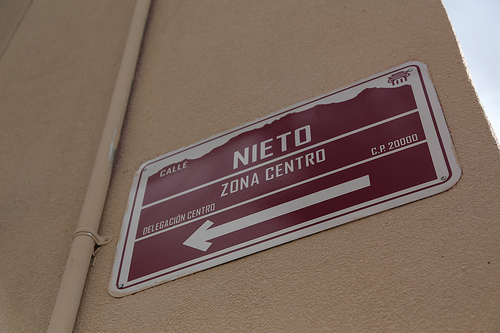 CALLE
NIETO
ZONA CENTRO
C.P. 20000
DELEGACIÓN CENTRO